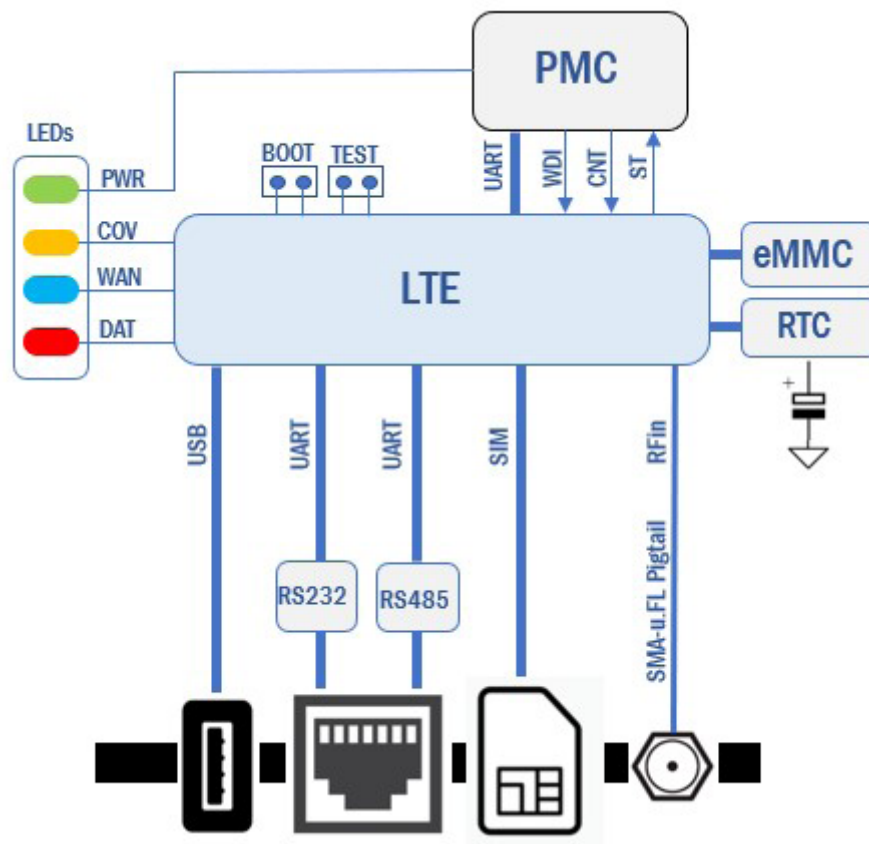 PMC
LEDs
PWR
COV
WAN
DAT
BOOT
TEST
UART
WDI
CNT
ST
LTE
eMMC
RTC
+
USB
UART
UART
SIM
RFin
RS232
RS485
SMA-u.FL Pigtail